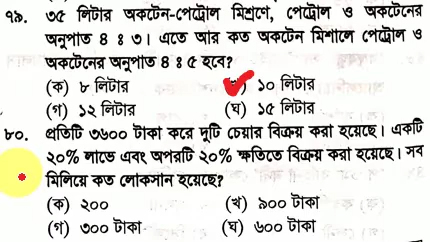 ৭৯. ৩৫ লিটার অকটেন-পেট্রোল মিশ্রণে, পেট্রোল ও অকটেনের
অনুপাত ৪ ঃ ৩। এতে আর কত অকটেন মিশালে পেট্রোল ও
অকটেনের অনুপাত ৪ ঃ ৫ হবে?
(ক) ৮ লিটার ১০ লিটার
(গ) ১২ লিটার (ঘ) ১৫ লিটার
৮০. প্রতিটি ৩৬০০ টাকা করে দুটি চেয়ার বিক্রয় করা হয়েছে। একটি
২০% লাভে এবং অপরটি ২০% ক্ষতিতে বিক্রয় করা হয়েছে। সব
মিলিয়ে কত লোকসান হয়েছে?
(ক) ২০০ (খ) ৯০০ টাকা
(গ) ৩০০ টাকা (ঘ) ৬০০ টাকা